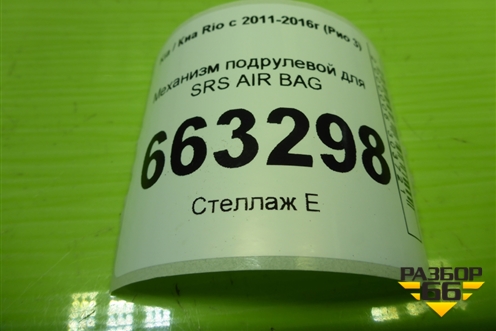 Киа Rio с 2011-2016г (Рио 3)
Механизм подрулевой для
SRS AIR BAG
663298
Стеллаж Е
РАЗБОР
66